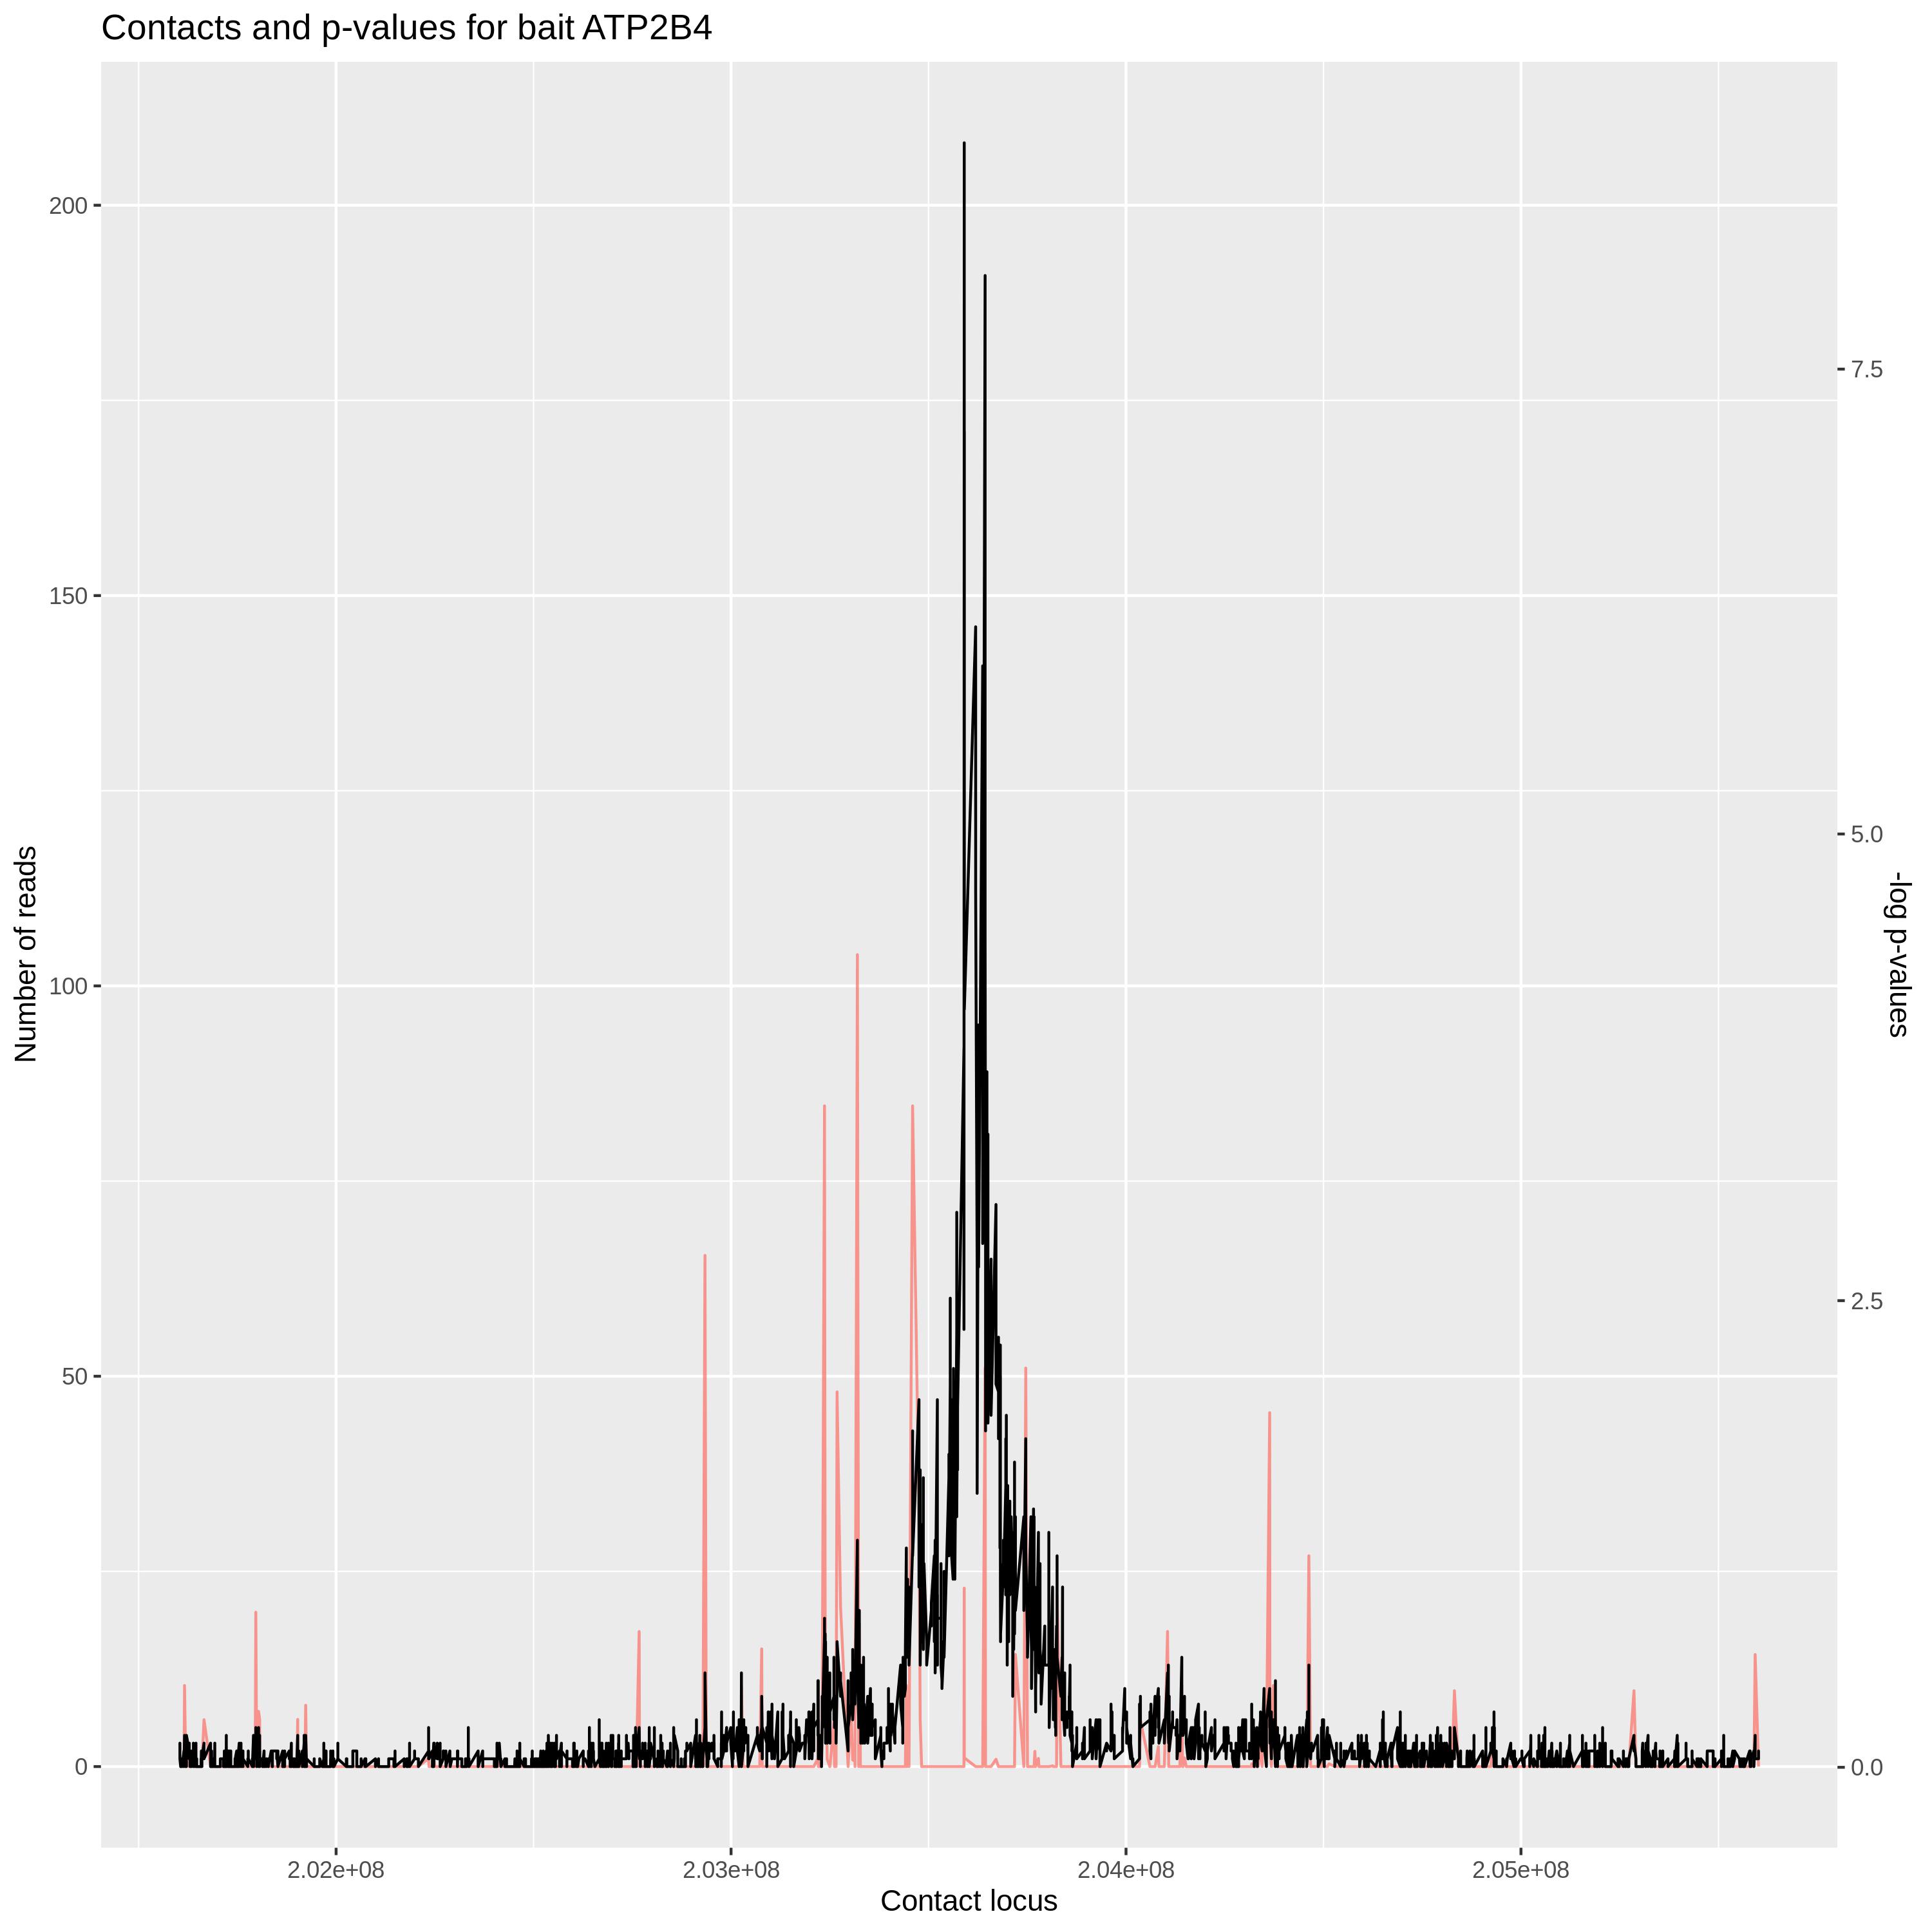 Contacts and p-values for bait ATP2B4
200
150
100
50
0
Number of reads
7.5
5.0
2.5
0.0
-log p-values
2.02e+08
2.03e+08
2.04e+08
2.05e+08
Contact locus